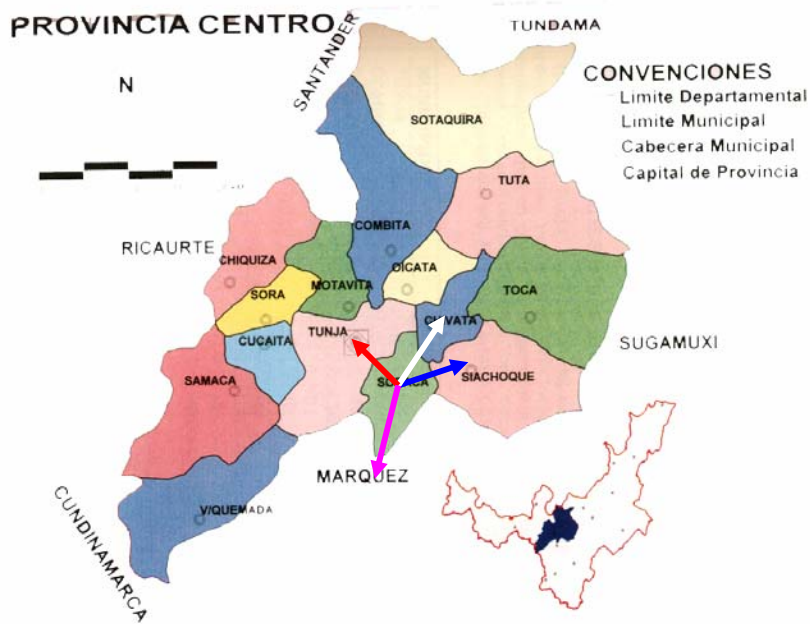 PROVINCIA CENTRO
TUNDAMA
SANTANDER
CONVENCIONES
N
Limite Departamental
Limite Municipal
Cabecera Municipal
Capital de Provincia
SOTAQUIRA
TUTA
COMBITA
RICAURTE
CHIQUIZA
OICATA
MOTAVITA
SORA
TOCA
TUNJA
CUCAITA
SUGAMUXI
SAMACA
SIACHOQUE
MARQUEZ
V/QUEMADA
CUNDINAMARCA